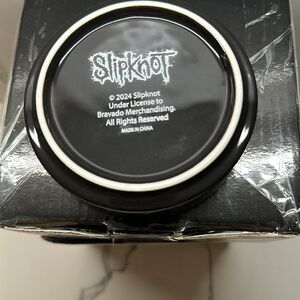 SLIPKNOT
© 2024 Slipknot
Under License to
Bravado Merchandising.
All Rights Reserved
MADE IN CHINA